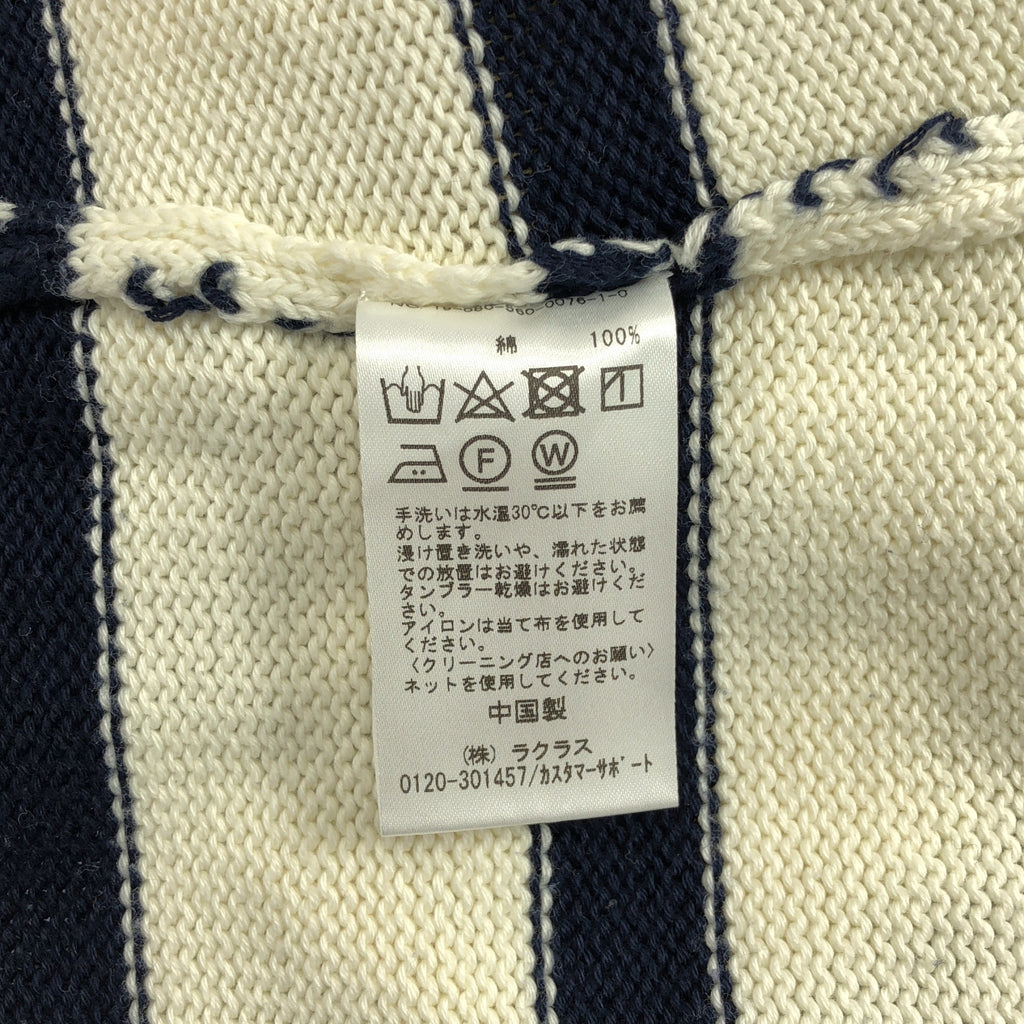 綿 100%
F W
手洗いは水温30℃以下をお薦
めします。
浸け置き洗いや、濡れた状態
での放置はお避けください。
タンブラー乾燥はお避けくだ
さい。
アイロンは当て布を使用して
ください。
〈クリーニング店へのお願い〉
ネットを使用してください。
中国製
(株) ラクラス
0120-301457/カスタマーサポート